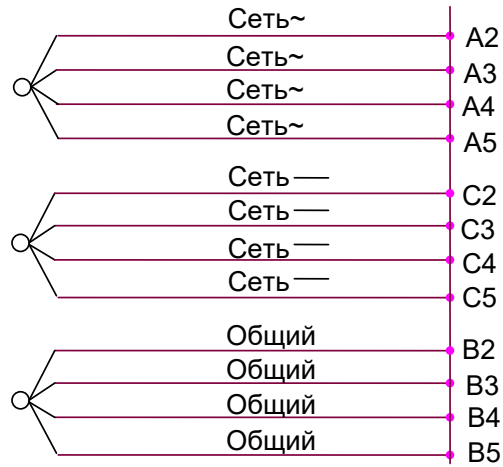 Сеть~ A2
Сеть~ A3
Сеть~ A4
Сеть~ A5
Сеть — C2
Сеть — C3
Сеть — C4
Сеть — C5
Общий B2
Общий B3
Общий B4
Общий B5